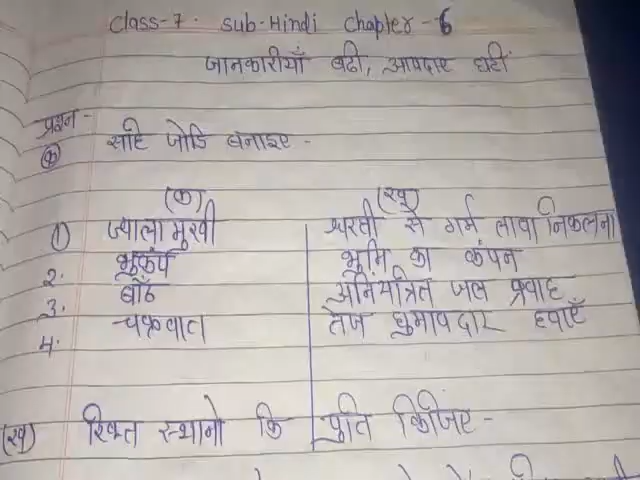 Class-7. Sub-Hindi Chapter-6
जानकारीयाँ बढी, आपदाए घटीं
प्रश्न-
(क) सहि जोडि बनाइए -
(क) (ख)
1) ज्वालामुखी धरती से गर्म लावा निकलना
2. भूकंप भूमि का कंपन
3. बाँढ अनियंत्रित जल प्रवाह
4. चक्रवात तेज घुमावदार हवाएँ
(ख) रिक्त स्थानो कि पुर्ति किजिए -